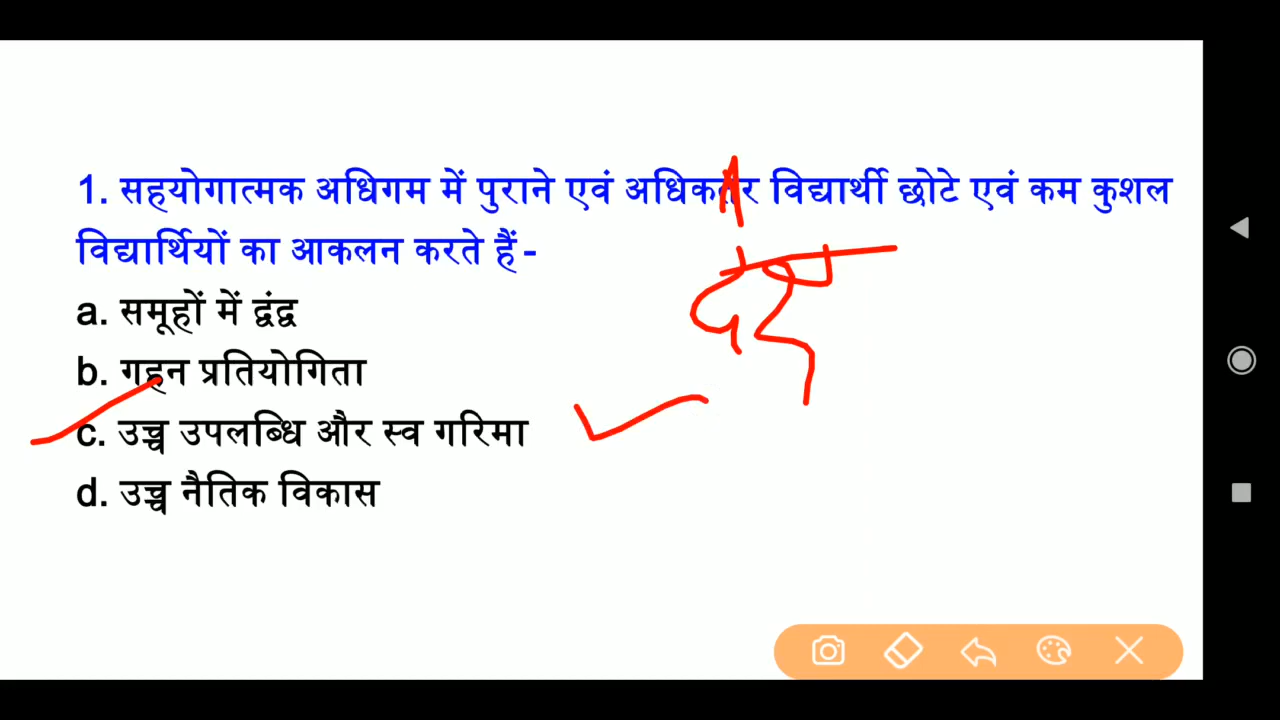 1. सहयोगात्मक अधिगम में पुराने एवं अधिकतर विद्यार्थी छोटे एवं कम कुशल
विद्यार्थियों का आकलन करते हैं -
a. समूहों में द्वंद्व
b. गहन प्रतियोगिता
c. उच्च उपलब्धि और स्व गरिमा
d. उच्च नैतिक विकास